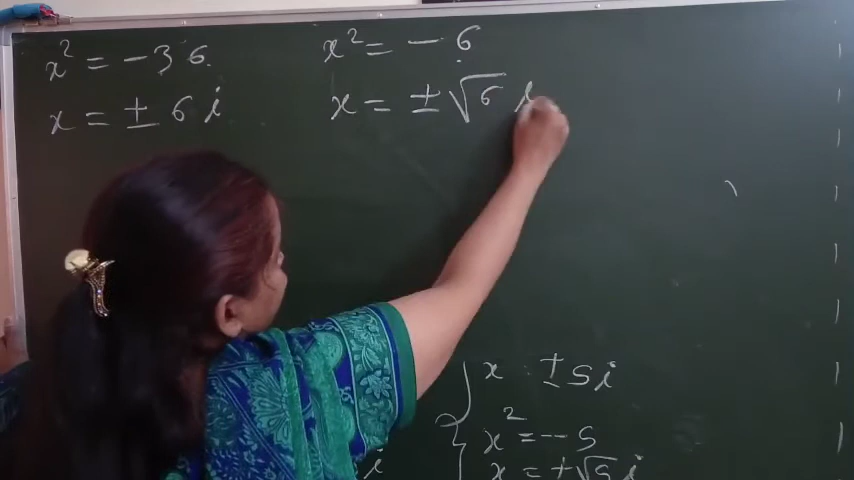 x² = -36
x = ± 6 i
x² = - 6
x = ± √6 i
x ± 5i
x² = - 5
x = ± √5 i
i